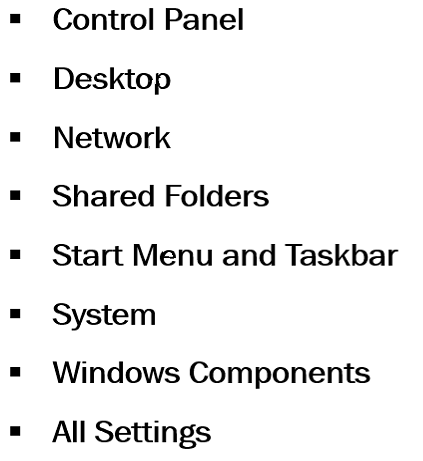 ▪ Control Panel
▪ Desktop
▪ Network
▪ Shared Folders
▪ Start Menu and Taskbar
▪ System
▪ Windows Components
▪ All Settings